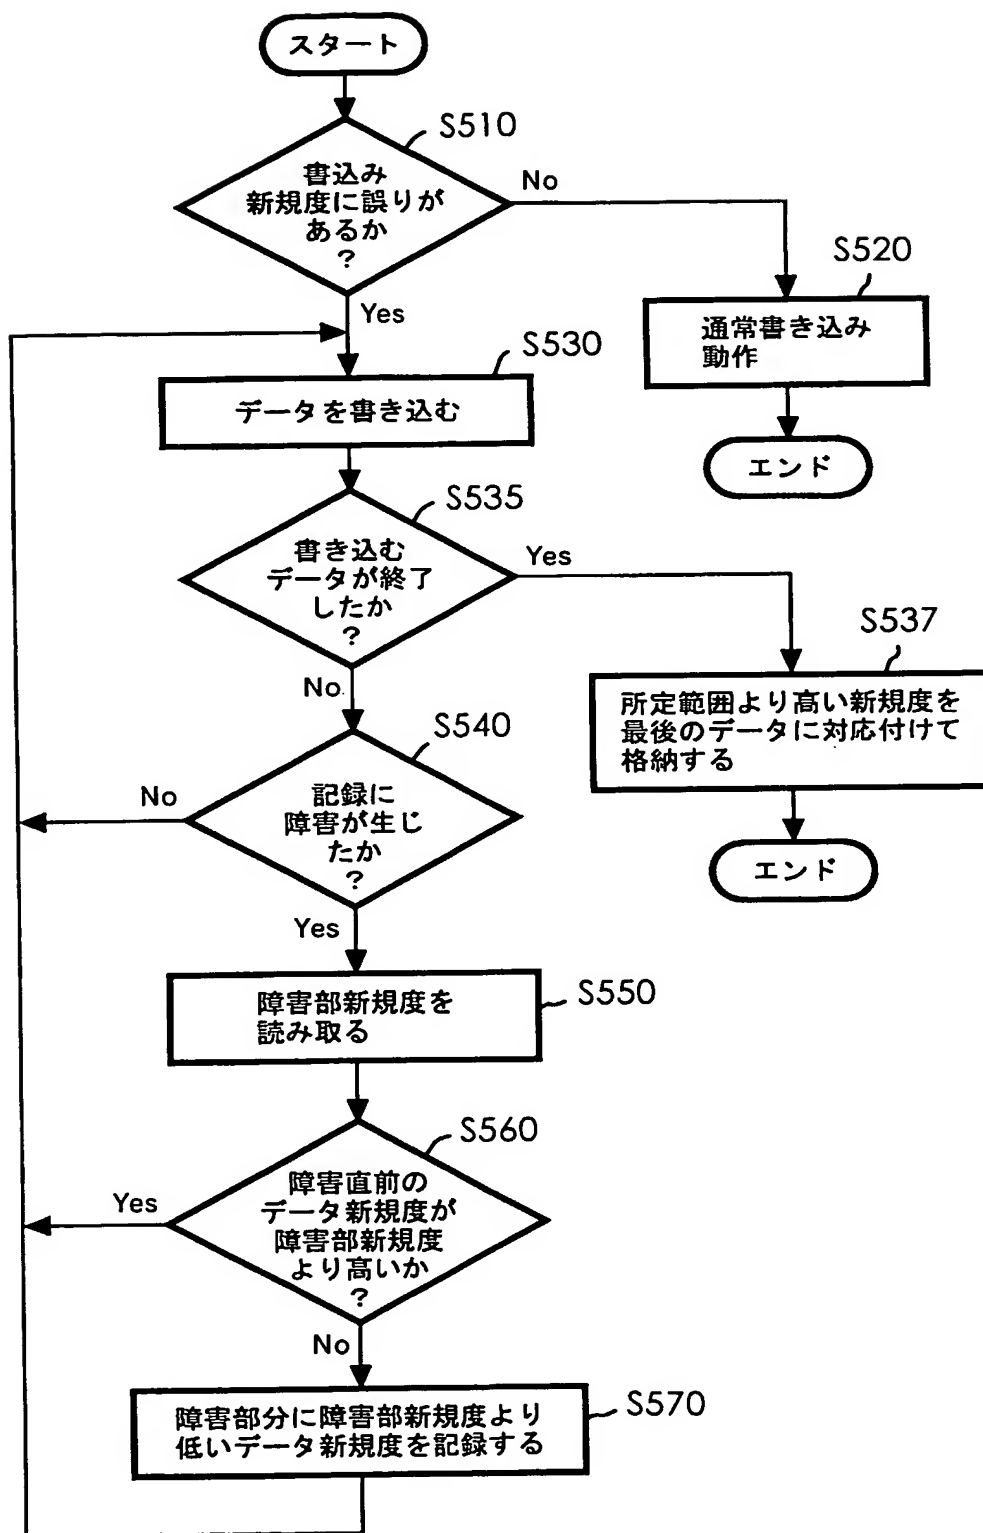 スタート
S510
書込み
新規度に誤りが
あるか
?
No
S520
通常書き込み
動作
エンド
Yes
S530
データを書き込む
S535
書き込む
データが終了
したか
?
Yes
S537
所定範囲より高い新規度を
最後のデータに対応付けて
格納する
エンド
No
S540
記録に
障害が生じ
たか
?
No
Yes
S550
障害部新規度を
読み取る
S560
障害直前の
データ新規度が
障害部新規度
より高いか
?
Yes
No
S570
障害部分に障害部新規度より
低いデータ新規度を記録する